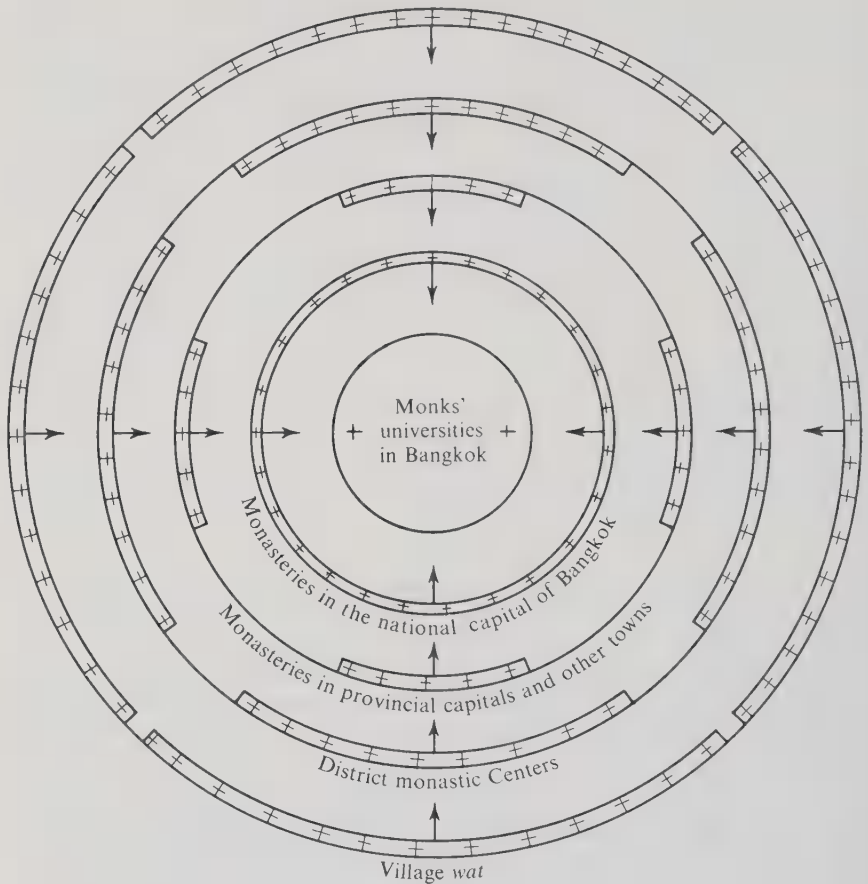 Monks'
universities
in Bangkok
Monasteries in the national capital of Bangkok
Monasteries in provincial capitals and other towns
District monastic Centers
Village wat